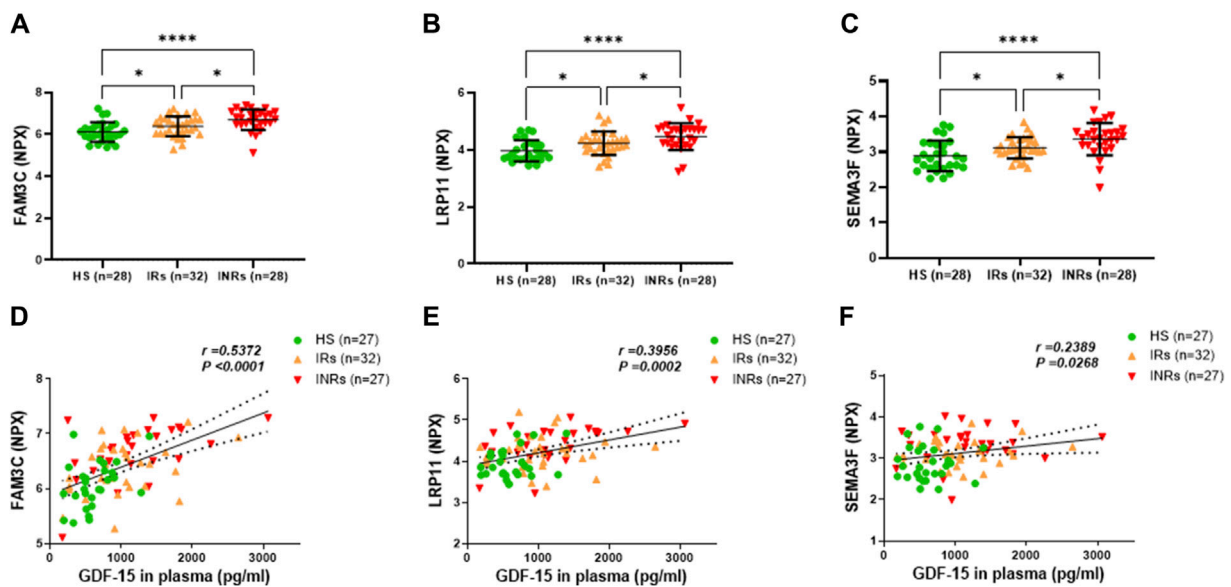 A
****
*
*
FAM3C (NPX)
8
6
4
2
0
HS (n=28)
IRs (n=32)
INRs (n=28)
B
****
*
*
LRP11 (NPX)
6
4
2
0
HS (n=28)
IRs (n=32)
INRs (n=28)
C
****
*
*
SEMA3F (NPX)
5
4
3
2
1
0
HS (n=28)
IRs (n=32)
INRs (n=28)
D
HS (n=27)
IRs (n=32)
INRs (n=27)
r =0.5372
P <0.0001
FAM3C (NPX)
8
7
6
5
0
1000
2000
3000
GDF-15 in plasma (pg/ml)
E
HS (n=27)
IRs (n=32)
INRs (n=27)
r =0.3956
P =0.0002
LRP11 (NPX)
6
5
4
3
2
0
1000
2000
3000
GDF-15 in plasma (pg/ml)
F
HS (n=27)
IRs (n=32)
INRs (n=27)
r =0.2389
P =0.0268
SEMA3F (NPX)
5
4
3
2
1
0
1000
2000
3000
GDF-15 in plasma (pg/ml)